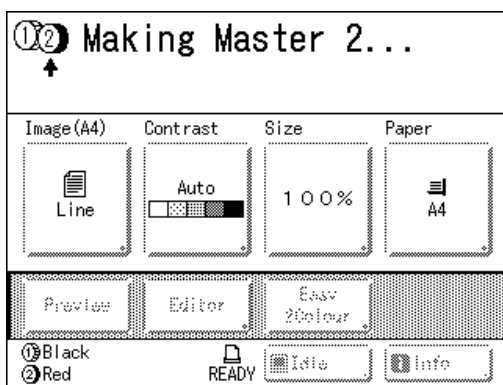 ①② Making Master 2...
Image(A4) Contrast Size Paper
Line Auto 100% A4
Preview Editor Easy 2Colour
①Black
②Red READY Idle i Info